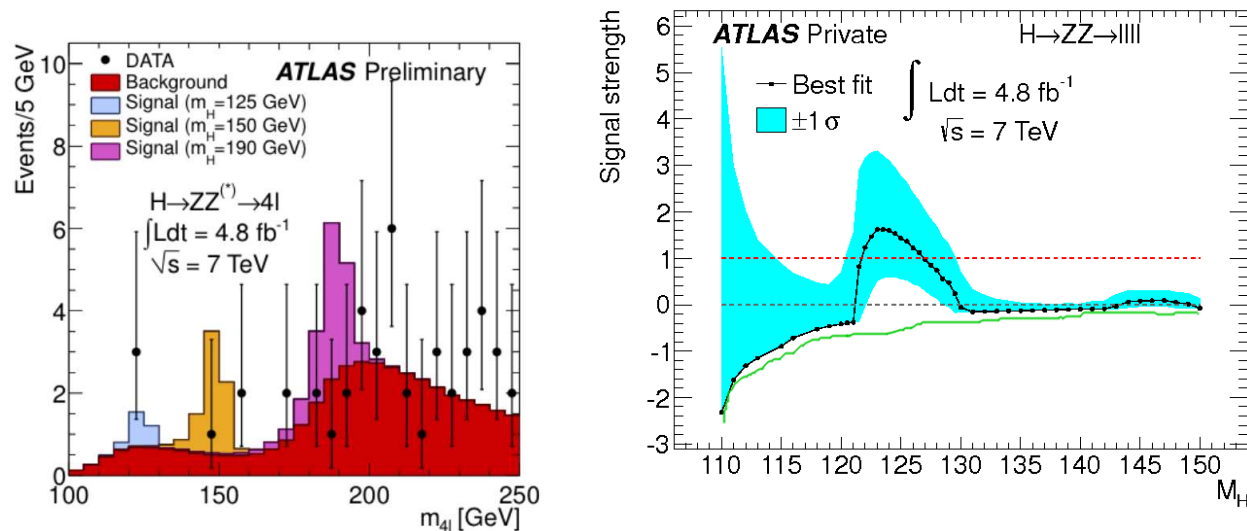 Events/5 GeV
10
8
6
4
2
0
DATA
Background
Signal (m_H=125 GeV)
Signal (m_H=150 GeV)
Signal (m_H=190 GeV)
ATLAS Preliminary
H→ZZ^(*)→4l
∫Ldt = 4.8 fb⁻¹
√s = 7 TeV
100 150 200 250
m_4l [GeV]
Signal strength
6
5
4
3
2
1
0
-1
-2
-3
ATLAS Private
H→ZZ→llll
Best fit
±1 σ
∫ Ldt = 4.8 fb⁻¹
√s = 7 TeV
110 115 120 125 130 135 140 145 150
M_H